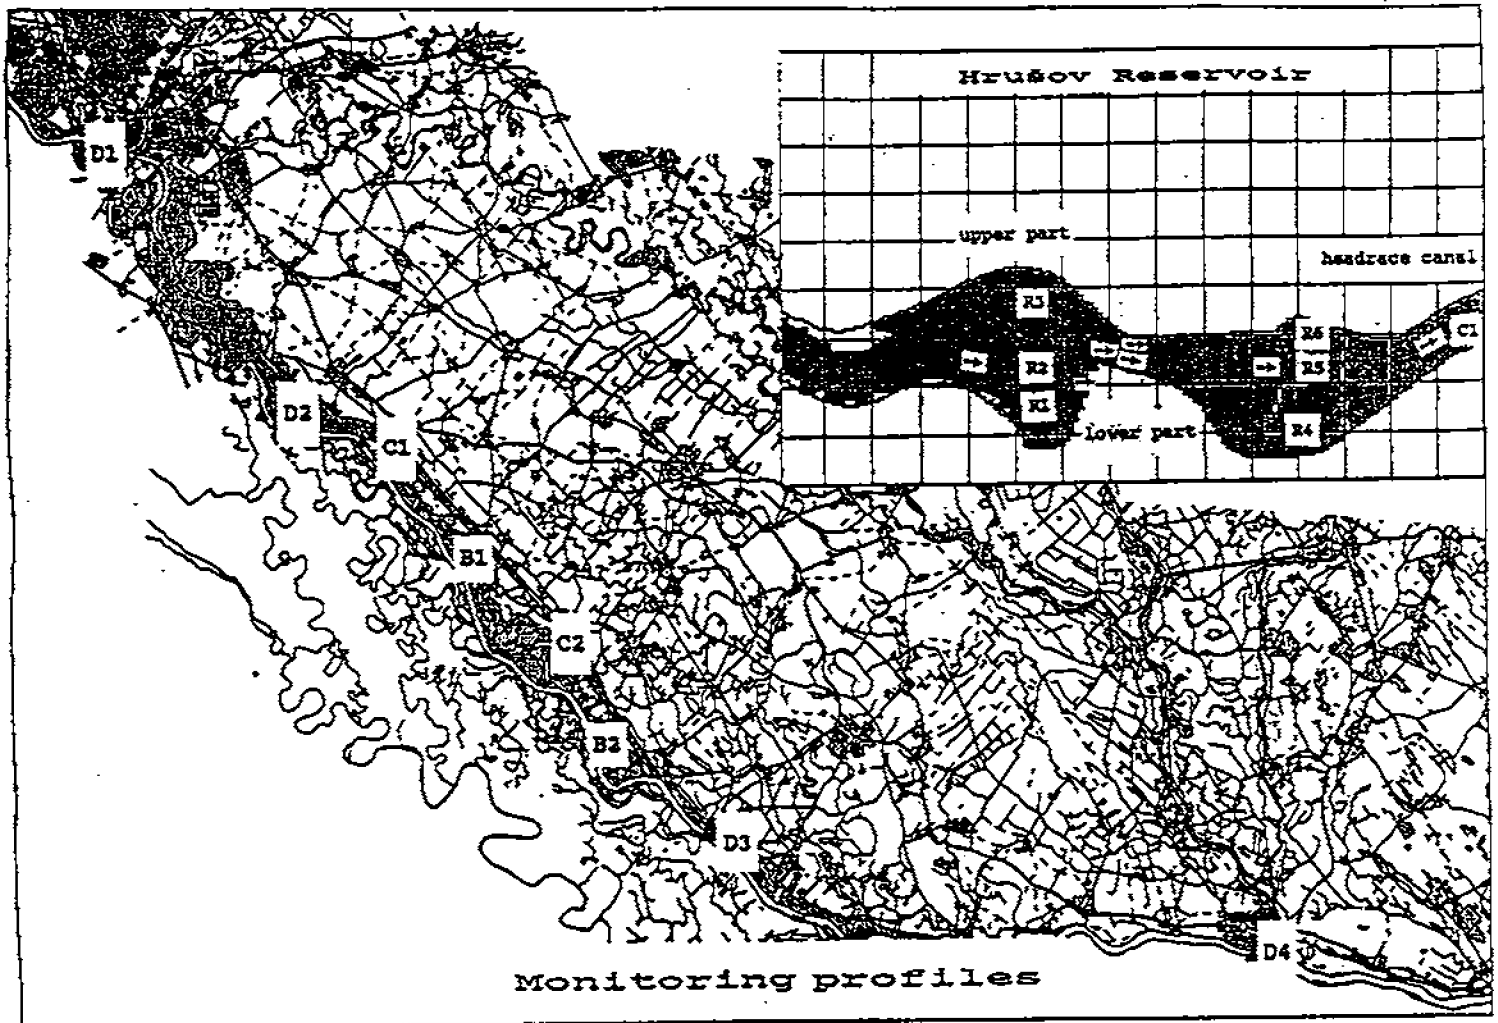 Hrušov Reservoir
upper part
headrace canal
R3
R6
C1
R2
R5
R1
lower part
R4
D1
D2
C1
B1
C2
B2
D3
D4
Monitoring profiles